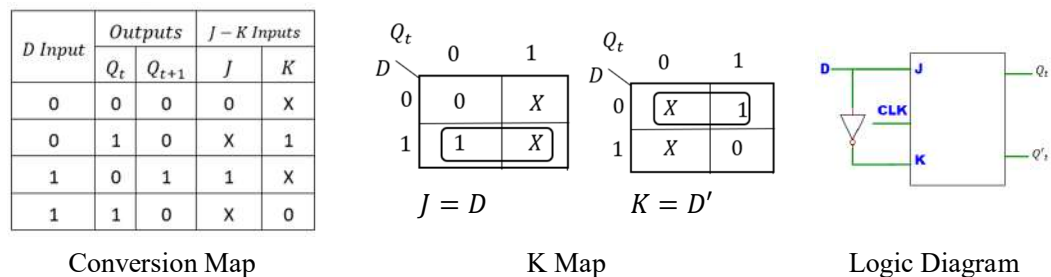 D Input Outputs J – K Inputs
Q_t Q_{t+1} J K
0 0 0 0 X
0 1 0 X 1
1 0 1 1 X
1 1 0 X 0
Conversion Map
Q_t
D 0 1
0 0 X
1 1 X
J = D
Q_t
D 0 1
0 X 1
1 X 0
K = D′
K Map
D J Q_t
CLK
K Q′_t
Logic Diagram